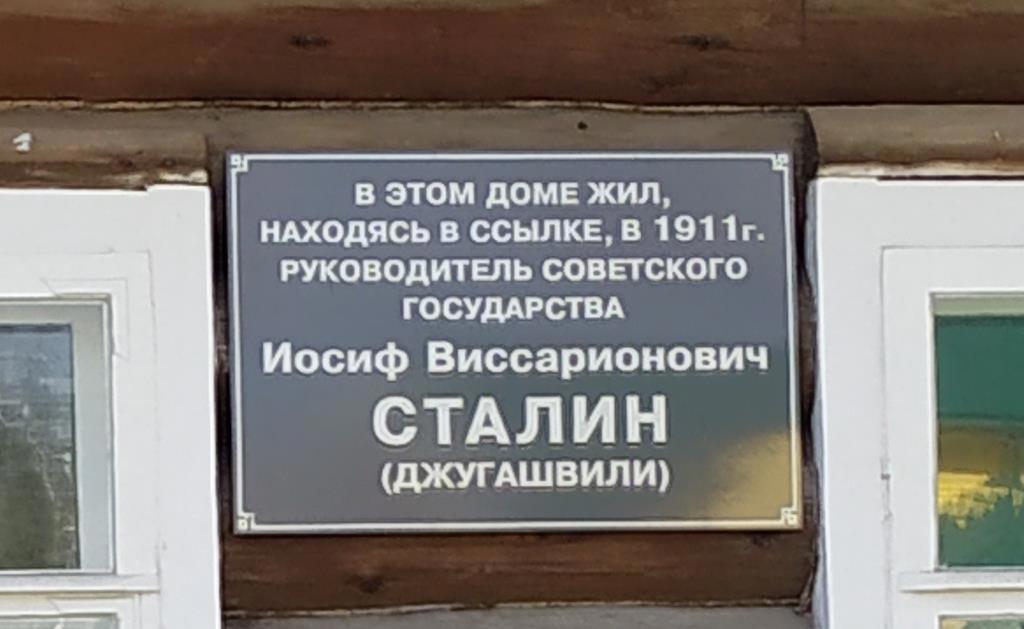 В ЭТОМ ДОМЕ ЖИЛ,
НАХОДЯСЬ В ССЫЛКЕ, В 1911г.
РУКОВОДИТЕЛЬ СОВЕТСКОГО
ГОСУДАРСТВА
Иосиф Виссарионович
СТАЛИН
(ДЖУГАШВИЛИ)